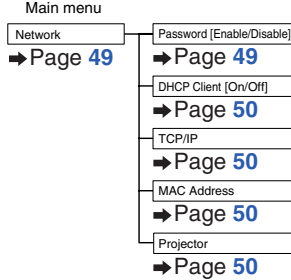 Main menu
Network
➡Page 49
Password [Enable/Disable]
➡Page 49
DHCP Client [On/Off]
➡Page 50
TCP/IP
➡Page 50
MAC Address
➡Page 50
Projector
➡Page 50